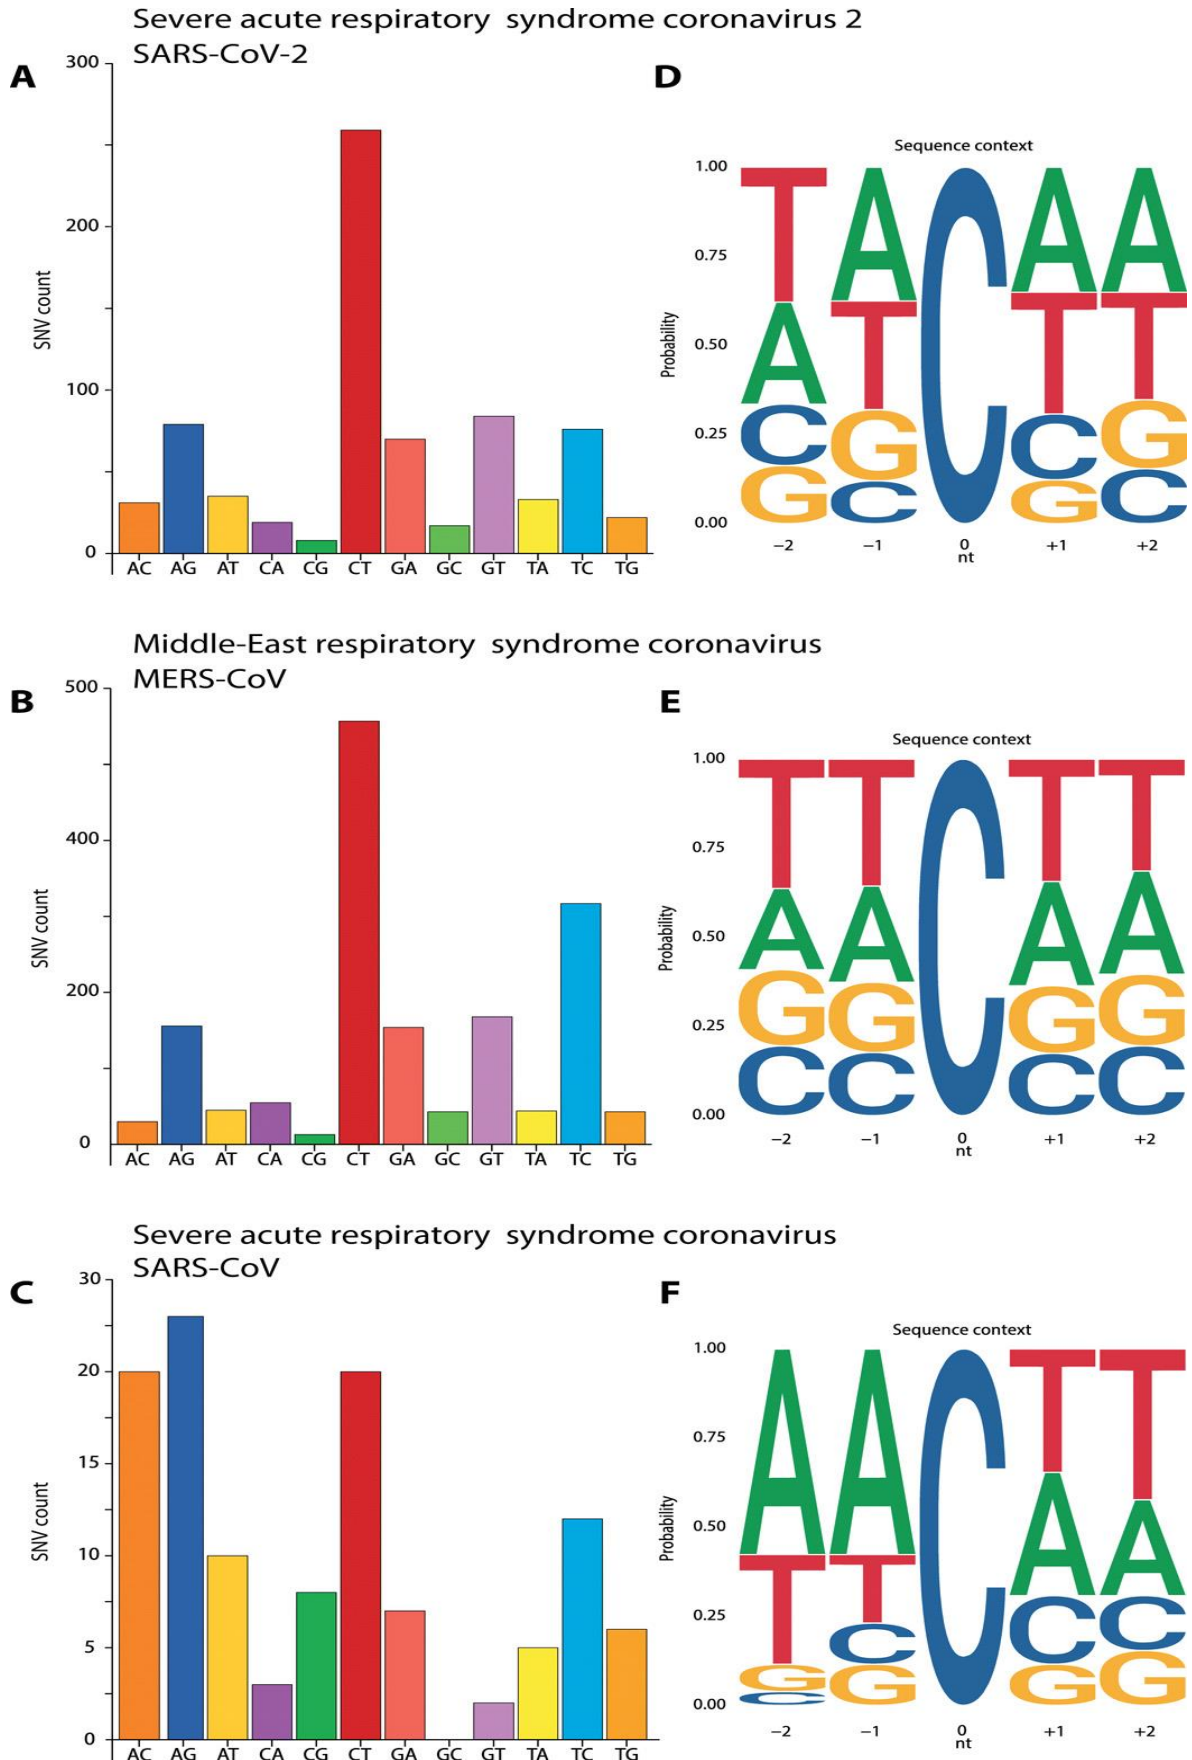 Severe acute respiratory syndrome coronavirus 2
SARS-CoV-2
A
300
200
100
0
SNV count
AC AG AT CA CG CT GA GC GT TA TC TG
D
Sequence context
1.00
0.75
0.50
0.25
0.00
Probability
T A C A A
A T T T
C G C G
G C G C
−2 −1 0 +1 +2
nt
Middle-East respiratory syndrome coronavirus
MERS-CoV
B
500
400
200
0
SNV count
AC AG AT CA CG CT GA GC GT TA TC TG
E
Sequence context
1.00
0.75
0.50
0.25
0.00
Probability
T T C T T
A A A A
G G G G
C C C C
−2 −1 0 +1 +2
nt
Severe acute respiratory syndrome coronavirus
SARS-CoV
C
30
20
15
10
5
0
SNV count
AC AG AT CA CG CT GA GC GT TA TC TG
F
Sequence context
1.00
0.75
0.50
0.25
0.00
Probability
A A C T T
T T A A
G C C C
C G G G
−2 −1 0 +1 +2
nt